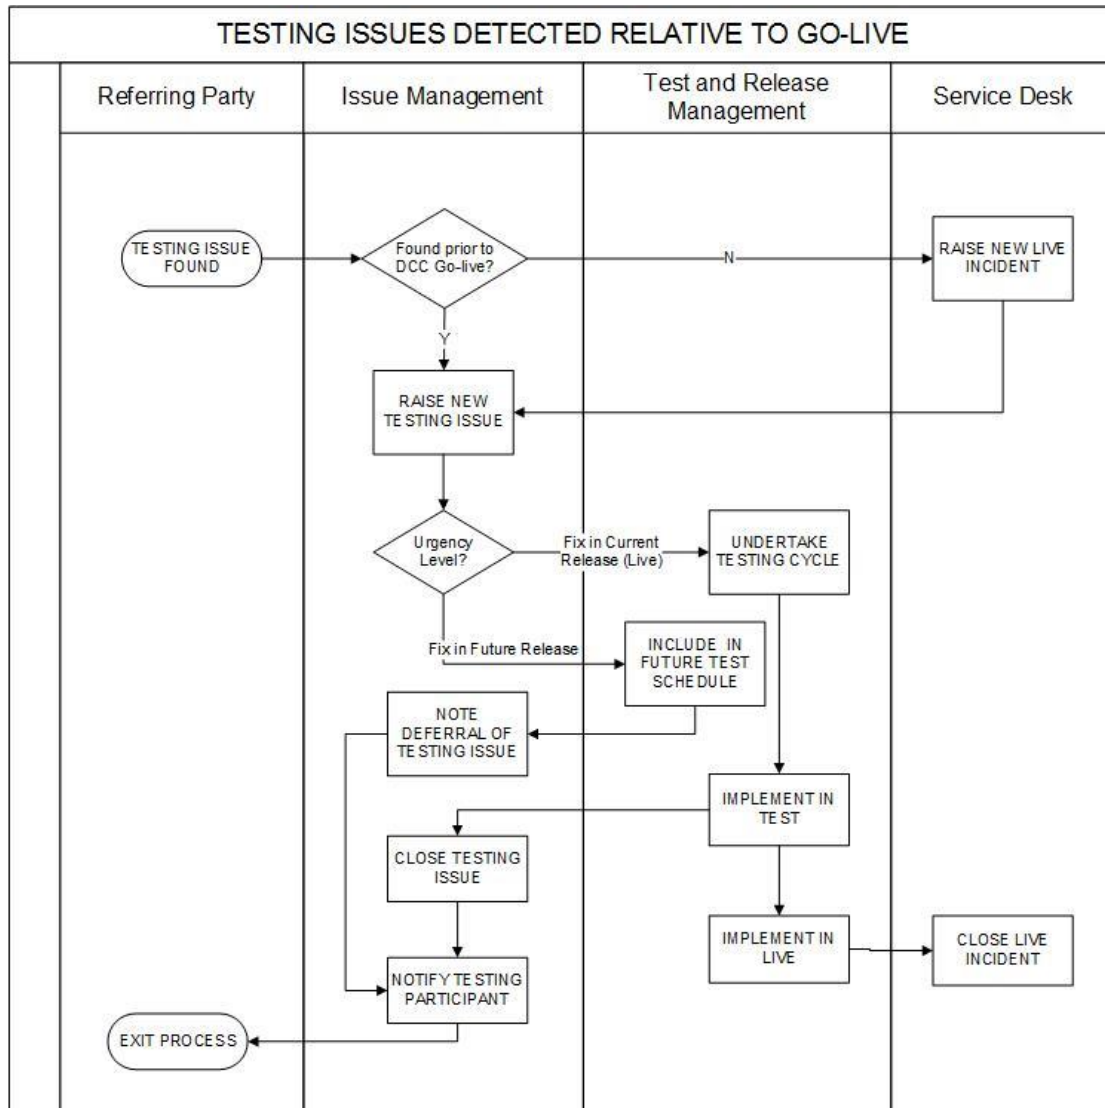 TESTING ISSUES DETECTED RELATIVE TO GO-LIVE
Referring Party
Issue Management
Test and Release
Management
Service Desk
TESTING ISSUE
FOUND
Found prior to
DCC Go-live?
N
RAISE NEW LIVE
INCIDENT
Y
RAISE NEW
TESTING ISSUE
Urgency
Level?
Fix in Current
Release (Live)
UNDERTAKE
TESTING CYCLE
Fix in Future Release
INCLUDE IN
FUTURE TEST
SCHEDULE
NOTE
DEFERRAL OF
TESTING ISSUE
IMPLEMENT IN
TEST
CLOSE TESTING
ISSUE
IMPLEMENT IN
LIVE
CLOSE LIVE
INCIDENT
NOTIFY TESTING
PARTICIPANT
EXIT PROCESS